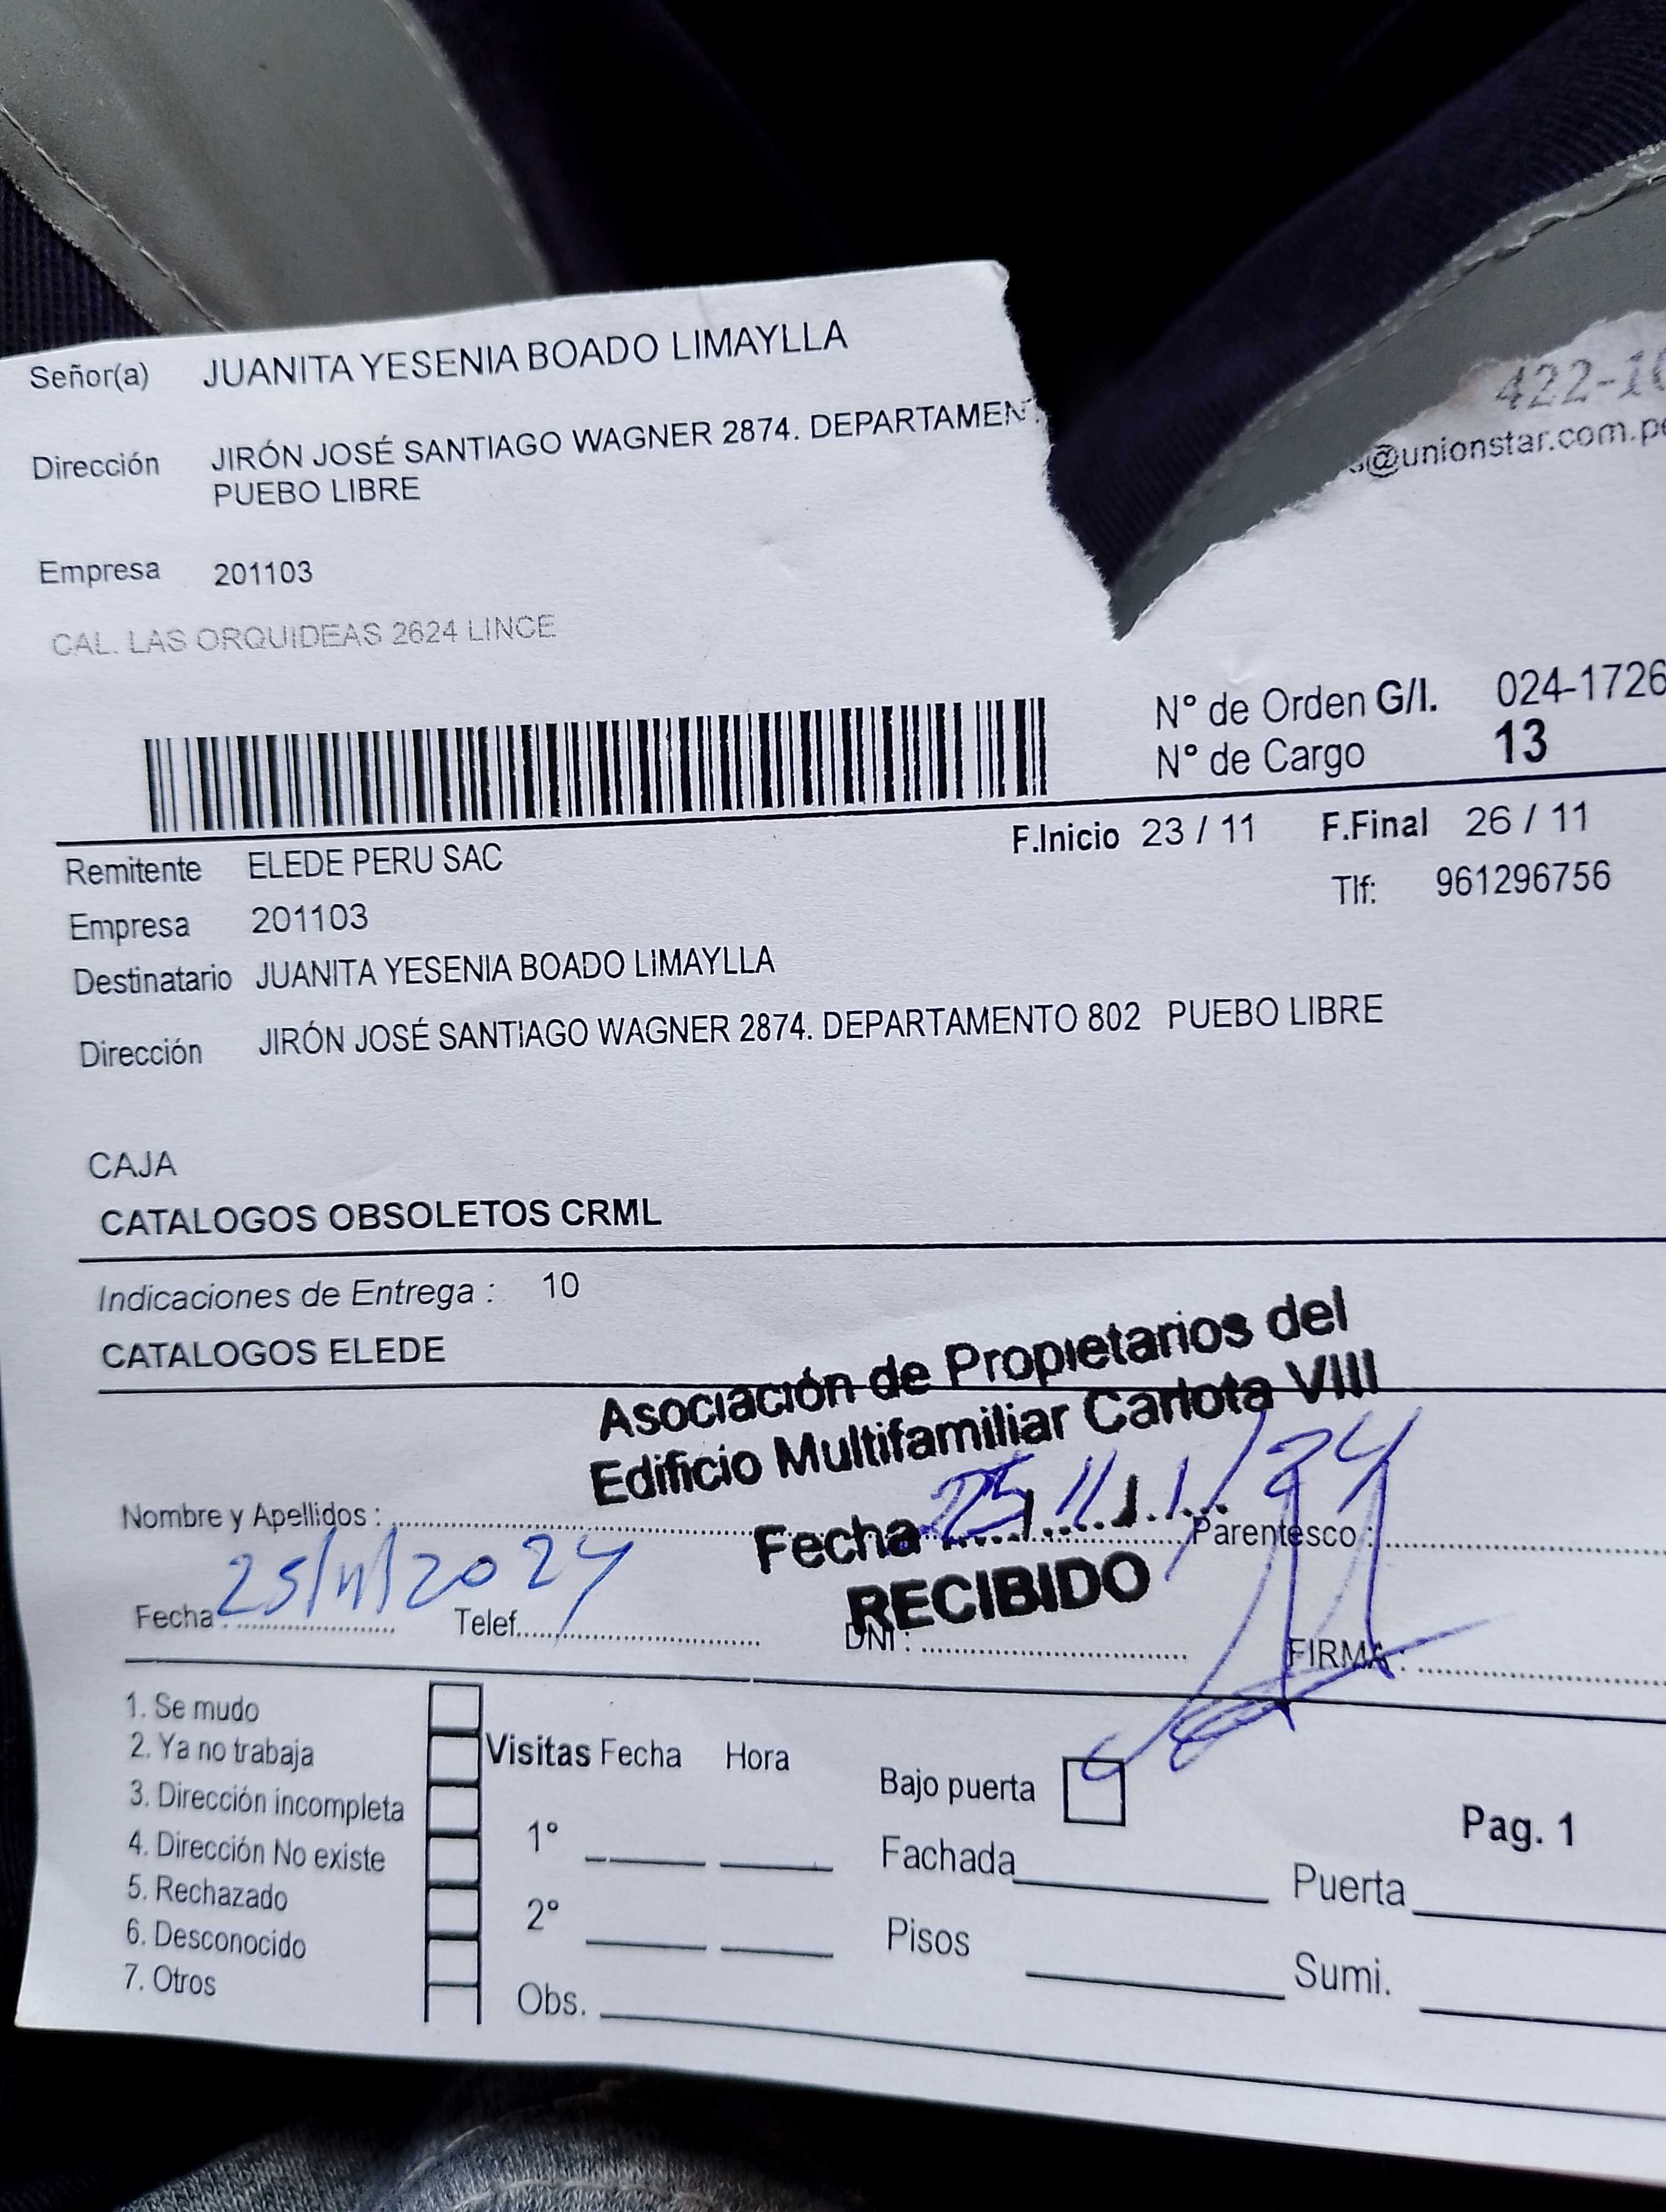 Señor(a) JUANITA YESENIA BOADO LIMAYLLA
Dirección JIRÓN JOSÉ SANTIAGO WAGNER 2874. DEPARTAMEN
PUEBO LIBRE
422-10
@unionstar.com.pe
Empresa 201103
CAL. LAS ORQUIDEAS 2624 LINCE
N° de Orden G/I. 024-1726
N° de Cargo 13
F.Inicio 23 / 11 F.Final 26 / 11
Remitente ELEDE PERU SAC
Tlf: 961296756
Empresa 201103
Destinatario JUANITA YESENIA BOADO LIMAYLLA
Dirección JIRÓN JOSÉ SANTIAGO WAGNER 2874. DEPARTAMENTO 802 PUEBO LIBRE
CAJA
CATALOGOS OBSOLETOS CRML
Indicaciones de Entrega : 10
CATALOGOS ELEDE
Asociación de Propietarios del
Edificio Multifamiliar Carlota VIII
Fecha 25/11/24
RECIBIDO
Nombre y Apellidos : Parentesco :
Fecha : 25/11/2024 Telef. DNI : FIRMA :
1. Se mudo
2. Ya no trabaja
3. Dirección incompleta
4. Dirección No existe
5. Rechazado
6. Desconocido
7. Otros
Visitas Fecha Hora
1°
2°
Obs.
Bajo puerta
Fachada
Pisos
Pag. 1
Puerta
Sumi.